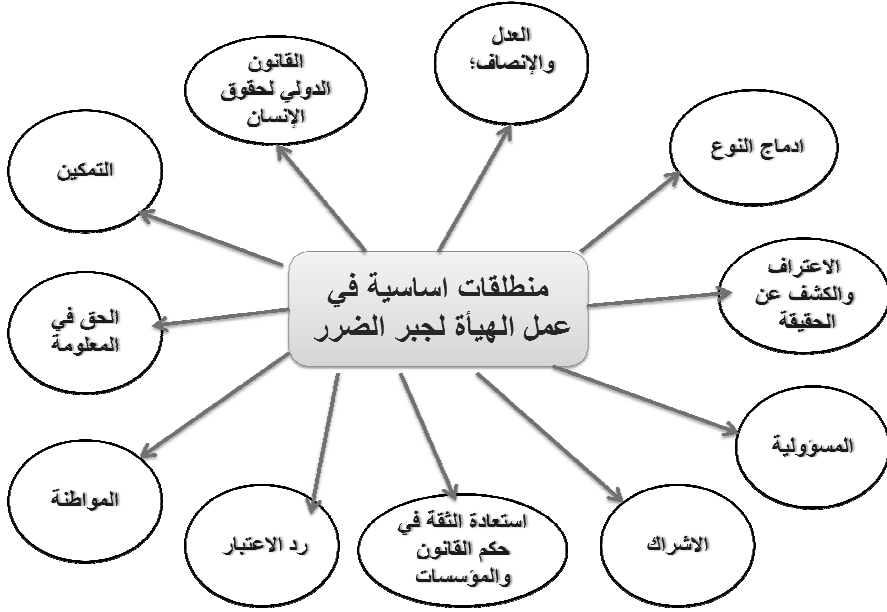 منطلقات اساسية في
عمل الهيأة لجبر الضرر
العدل
والإنصاف؛
ادماج النوع
الاعتراف
والكشف عن
الحقيقة
المسؤولية
الاشراك
استعادة الثقة في
حكم القانون
والمؤسسات
رد الاعتبار
المواطنة
الحق في
المعلومة
التمكين
القانون
الدولي لحقوق
الإنسان